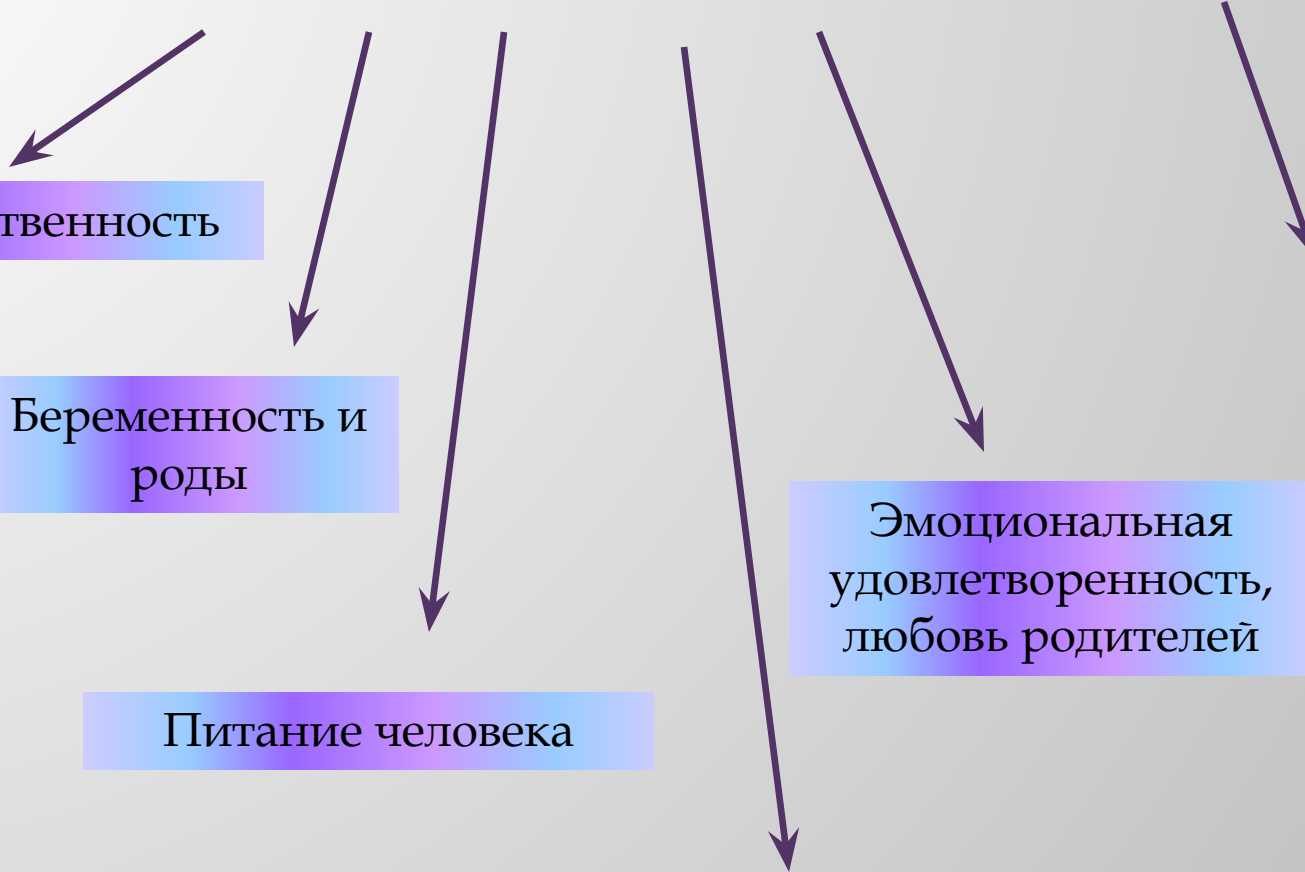 твенность
Беременность и
роды
Эмоциональная
удовлетворенность,
любовь родителей
Питание человека